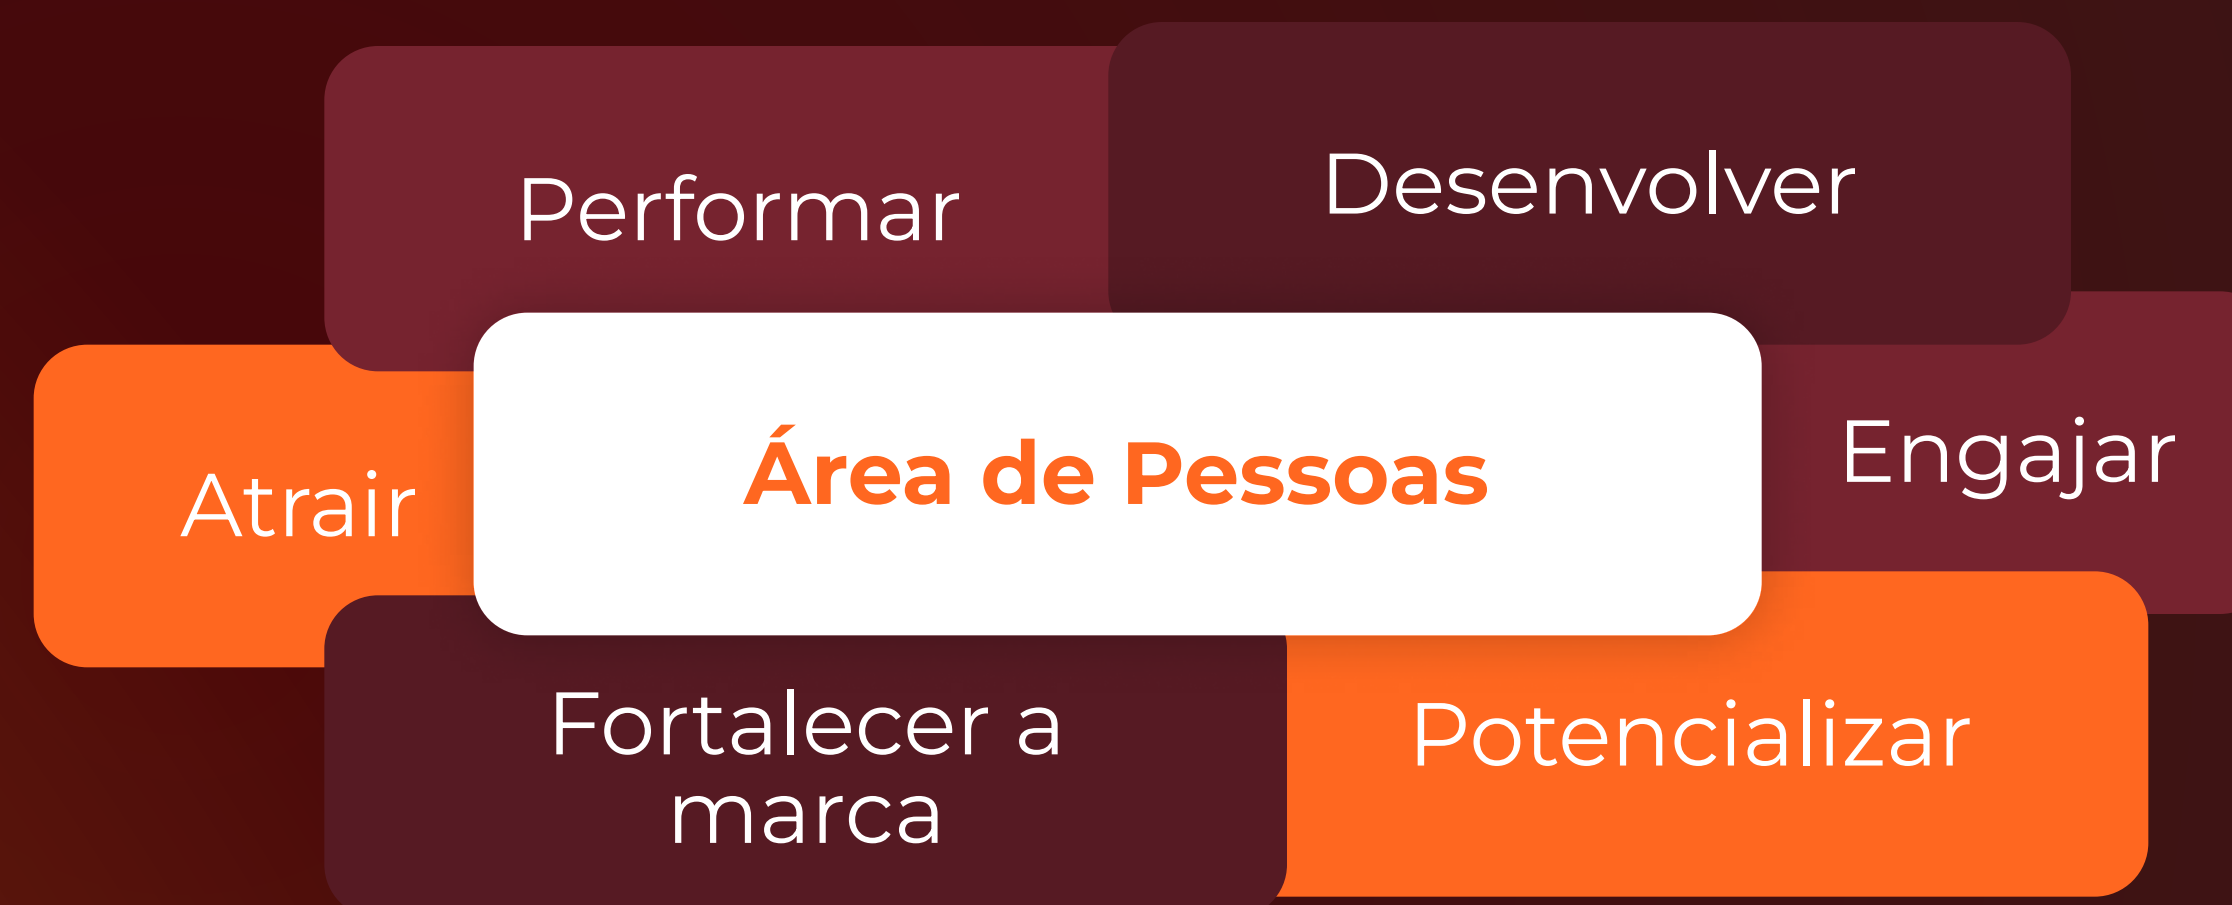 Performar
Desenvolver
Engajar
Atrair
Área de Pessoas
Fortalecer a
marca
Potencializar